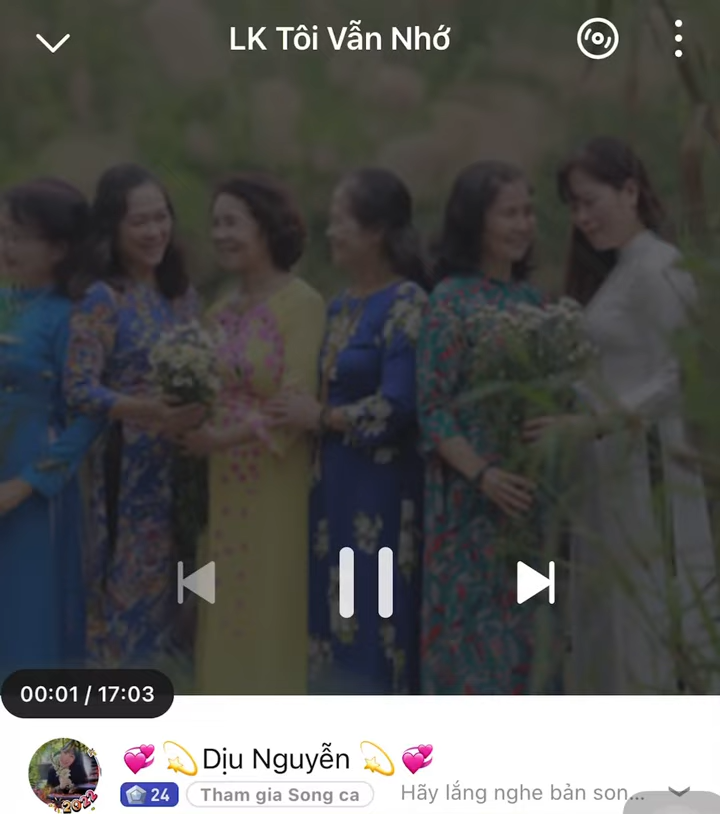 LK Tôi Vẫn Nhớ
00:01 / 17:03
💞 💫 Dịu Nguyễn 💫 💞
24 Tham gia Song ca Hãy lắng nghe bản son...
2022